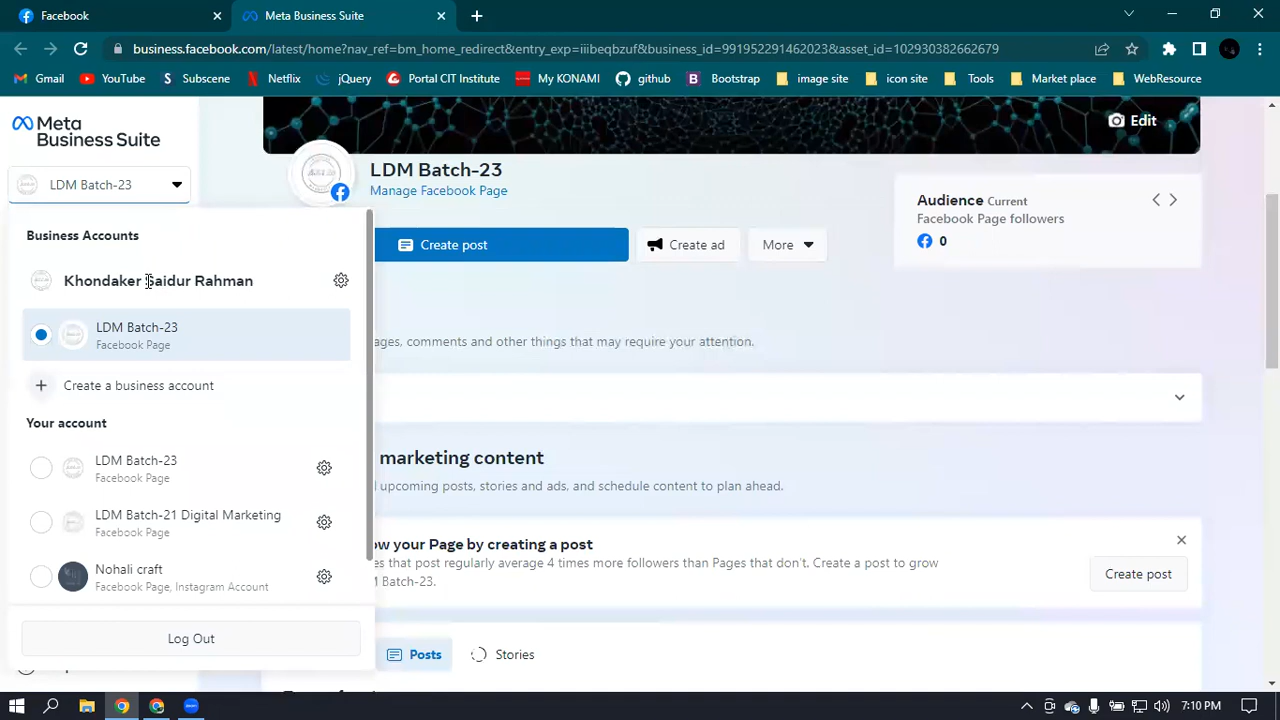 Facebook
Meta Business Suite
business.facebook.com/latest/home?nav_ref=bm_home_redirect&entry_exp=iiibeqbzuf&business_id=991952291462023&asset_id=102930382662679
Gmail
YouTube
Subscene
Netflix
jQuery
Portal CIT Institute
My KONAMI
github
Bootstrap
image site
icon site
Tools
Market place
WebResource
Meta
Business Suite
Edit
LDM Batch-23
LDM Batch-23
Manage Facebook Page
Audience Current
Facebook Page followers
0
Create post
Create ad
More
Business Accounts
Khondaker Saidur Rahman
LDM Batch-23
Facebook Page
ages, comments and other things that may require your attention.
Create a business account
Your account
LDM Batch-23
Facebook Page
marketing content
upcoming posts, stories and ads, and schedule content to plan ahead.
LDM Batch-21 Digital Marketing
Facebook Page
ow your Page by creating a post
es that post regularly average 4 times more followers than Pages that don't. Create a post to grow
M Batch-23.
Create post
Nohali craft
Facebook Page, Instagram Account
Log Out
Posts
Stories
7:10 PM